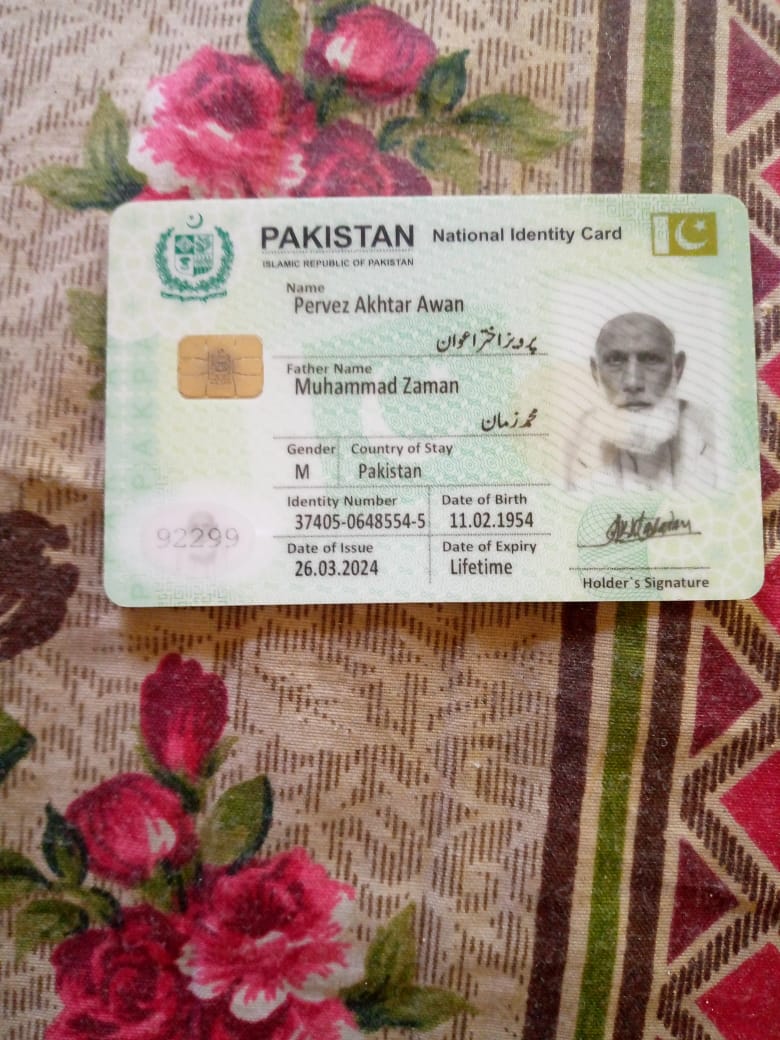 PAKISTAN National Identity Card
ISLAMIC REPUBLIC OF PAKISTAN
Name
Pervez Akhtar Awan
پرویز اختر اعوان
Father Name
Muhammad Zaman
محمد زمان
Gender Country of Stay
M Pakistan
Identity Number Date of Birth
37405-0648554-5 11.02.1954
Date of Issue Date of Expiry
26.03.2024 Lifetime
92299
Holder`s Signature